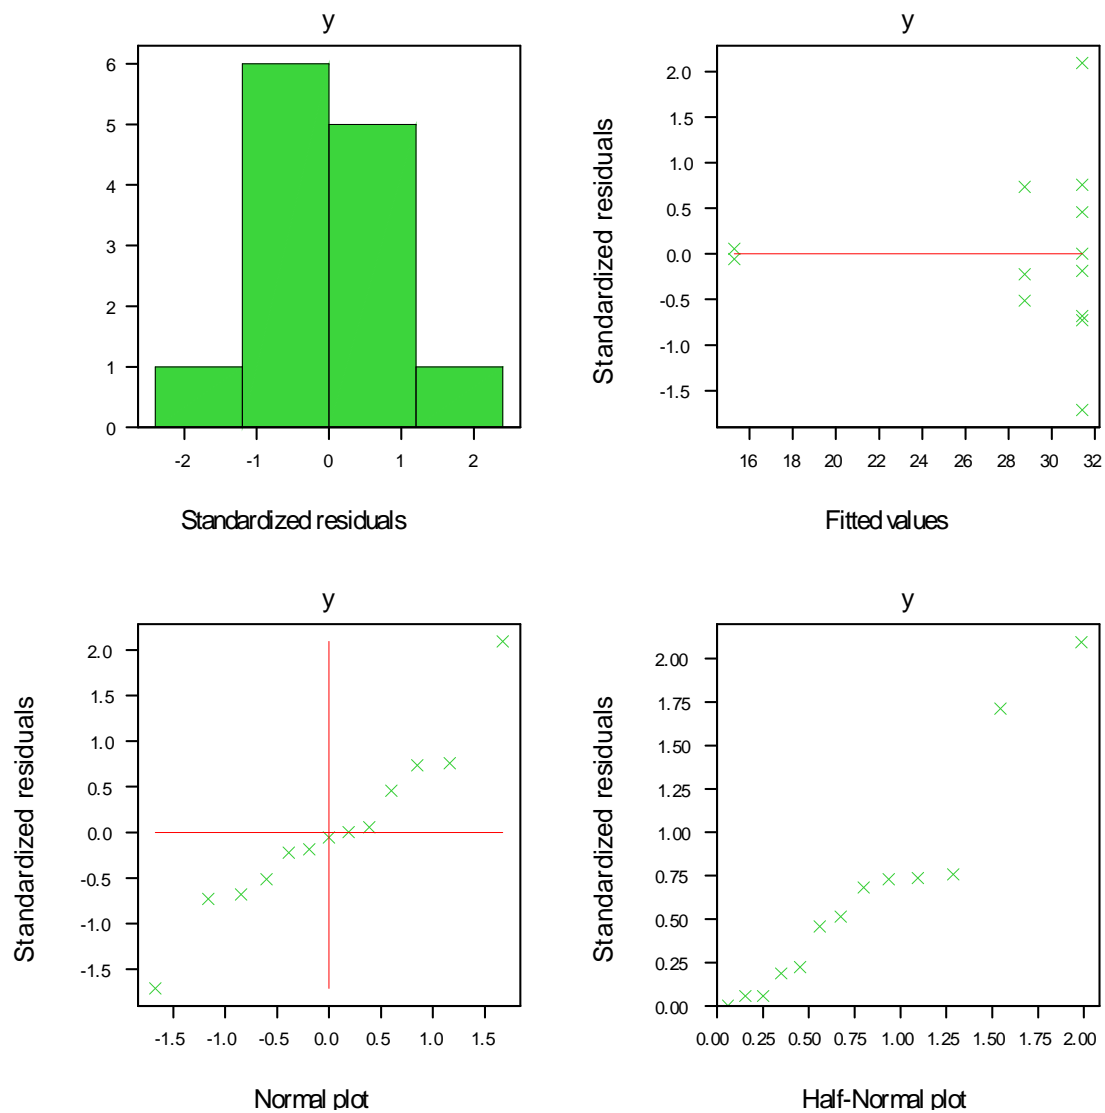 y
6
5
4
3
2
1
0
-2 -1 0 1 2
Standardized residuals
y
Standardized residuals
2.0
1.5
1.0
0.5
0.0
-0.5
-1.0
-1.5
16 18 20 22 24 26 28 30 32
Fitted values
y
Standardized residuals
2.0
1.5
1.0
0.5
0.0
-0.5
-1.0
-1.5
-1.5 -1.0 -0.5 0.0 0.5 1.0 1.5
Normal plot
y
Standardized residuals
2.00
1.75
1.50
1.25
1.00
0.75
0.50
0.25
0.00
0.00 0.25 0.50 0.75 1.00 1.25 1.50 1.75 2.00
Half-Normal plot